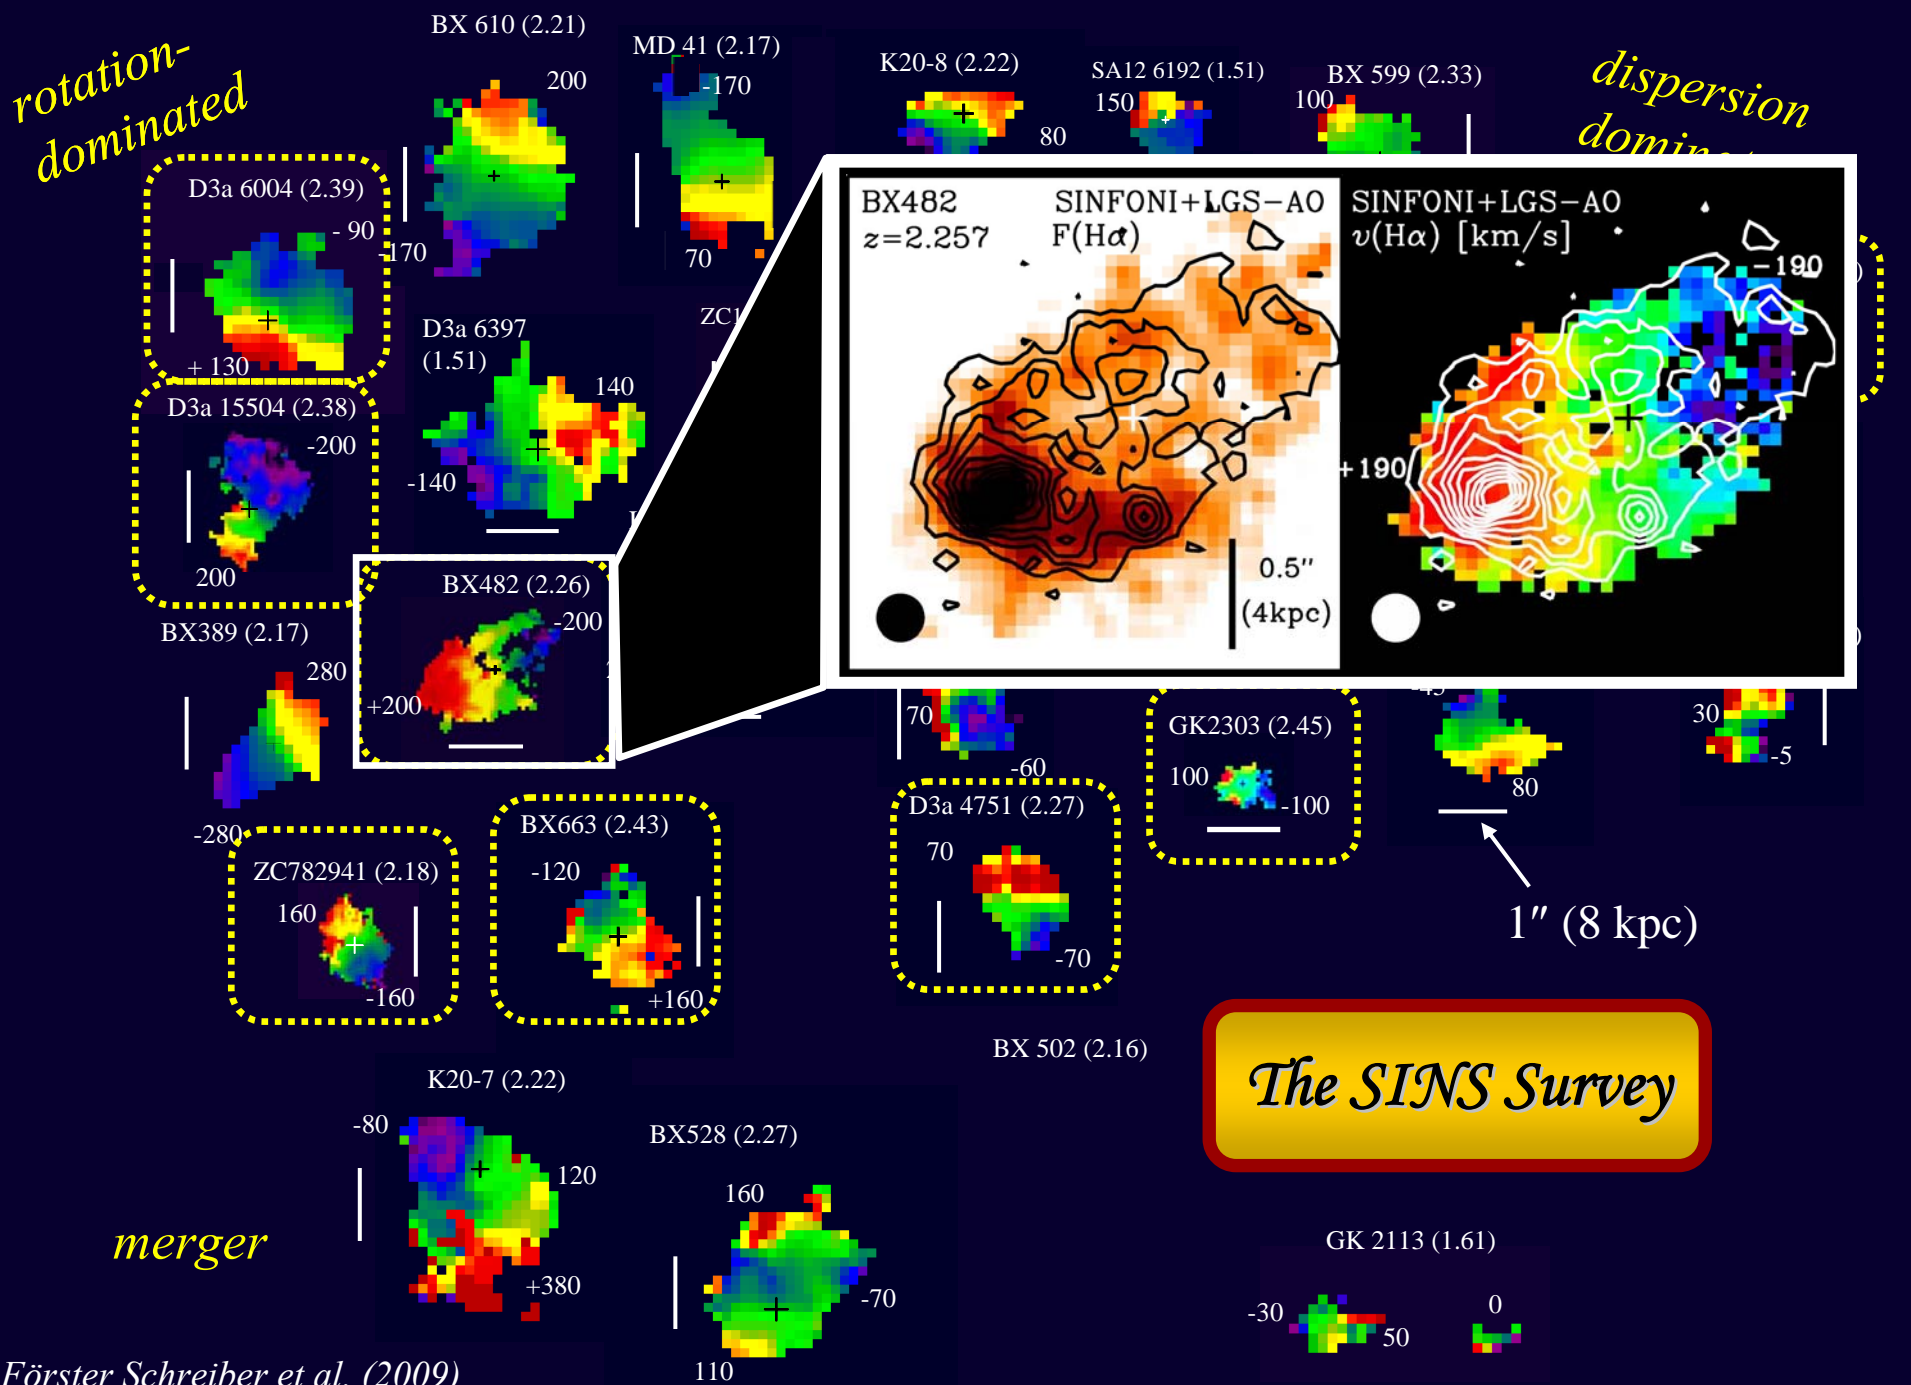 rotation-
dominated
dispersion
BX 610 (2.21)
200
-170
MD 41 (2.17)
-170
70
K20-8 (2.22)
80
SA12 6192 (1.51)
150
BX 599 (2.33)
100
D3a 6004 (2.39)
- 90
+ 130
D3a 6397
(1.51)
140
-140
D3a 15504 (2.38)
-200
200
BX482
z=2.257
SINFONI+LGS-AO
F(Hα)
0.5″
(4kpc)
SINFONI+LGS-AO
v(Hα) [km/s]
-190
+190
BX482 (2.26)
-200
+200
BX389 (2.17)
280
-280
70
-60
GK2303 (2.45)
100
-100
80
30
-5
1″ (8 kpc)
ZC782941 (2.18)
160
-160
BX663 (2.43)
-120
+160
D3a 4751 (2.27)
70
-70
BX 502 (2.16)
The SINS Survey
K20-7 (2.22)
-80
120
+380
BX528 (2.27)
160
-70
110
merger
GK 2113 (1.61)
-30
50
0
Förster Schreiber et al. (2009)